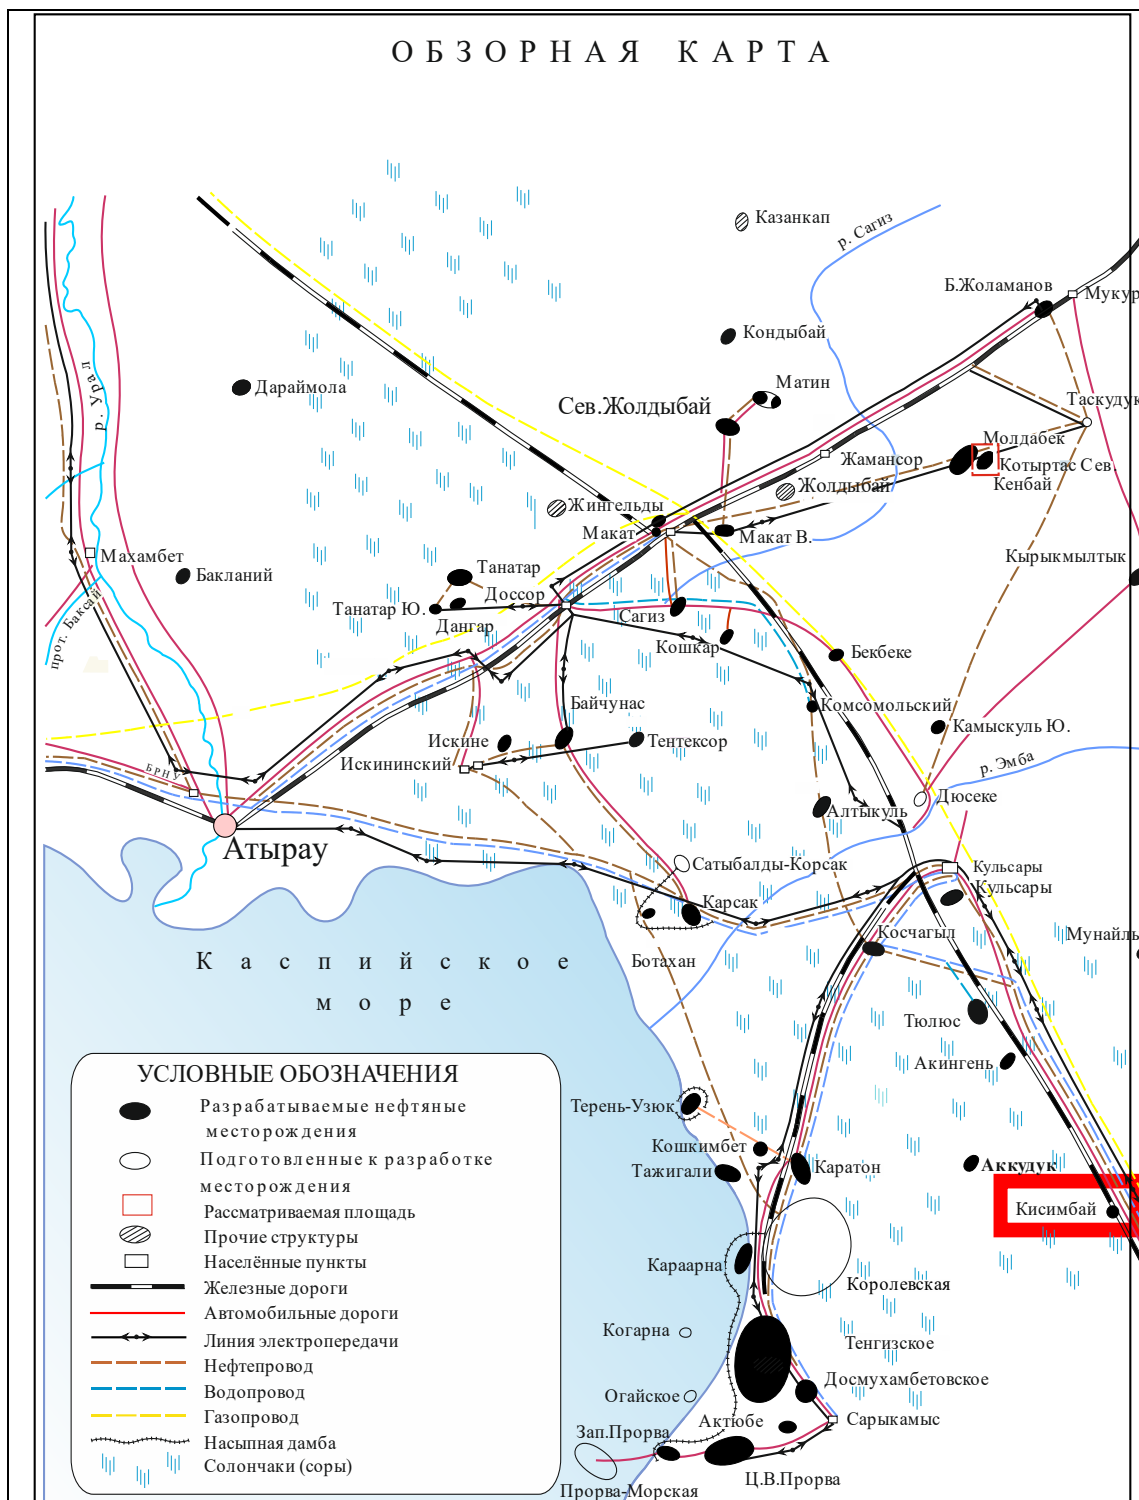 ОБЗОРНАЯ КАРТА
Казанкап
р. Сагиз
Б.Жоламанов
Мукур
Кондыбай
р. Урал
Дараймола
Матин
Сев.Жолдыбай
Таскудук
Молдабек
Жамансор
Котыртас Сев.
Жолдыбай
Кенбай
Жингельды
Макат
Макат В.
Махамбет
Кырыкмылтык
Танатар
Бакланий
Доссор
Танатар Ю.
Дангар
Сагиз
прот. Баксай
Кошкар
Бекбеке
Байчунас
Комсомольский
Камыскуль Ю.
Искине
Тентексор
Искининский
р. Эмба
БРНУ
Дюсеке
Алтыкуль
Атырау
Сатыбалды-Корсак
Кульсары
Кульсары
Карсак
Косчагыл
Мунайлы
Каспийское
море
Ботахан
Тюлюс
Акингень
УСЛОВНЫЕ ОБОЗНАЧЕНИЯ
Разрабатываемые нефтяные
месторождения
Подготовленные к разработке
месторождения
Рассматриваемая площадь
Прочие структуры
Населённые пункты
Железные дороги
Автомобильные дороги
Линия электропередачи
Нефтепровод
Водопровод
Газопровод
Насыпная дамба
Солончаки (соры)
Терень-Узюк
Кошкимбет
Тажигали
Каратон
Аккудук
Кисимбай
Караарна
Королевская
Когарна
Тенгизское
Досмухамбетовское
Огайское
Актюбе
Сарыкамыс
Зап.Прорва
Ц.В.Прорва
Прорва-Морская